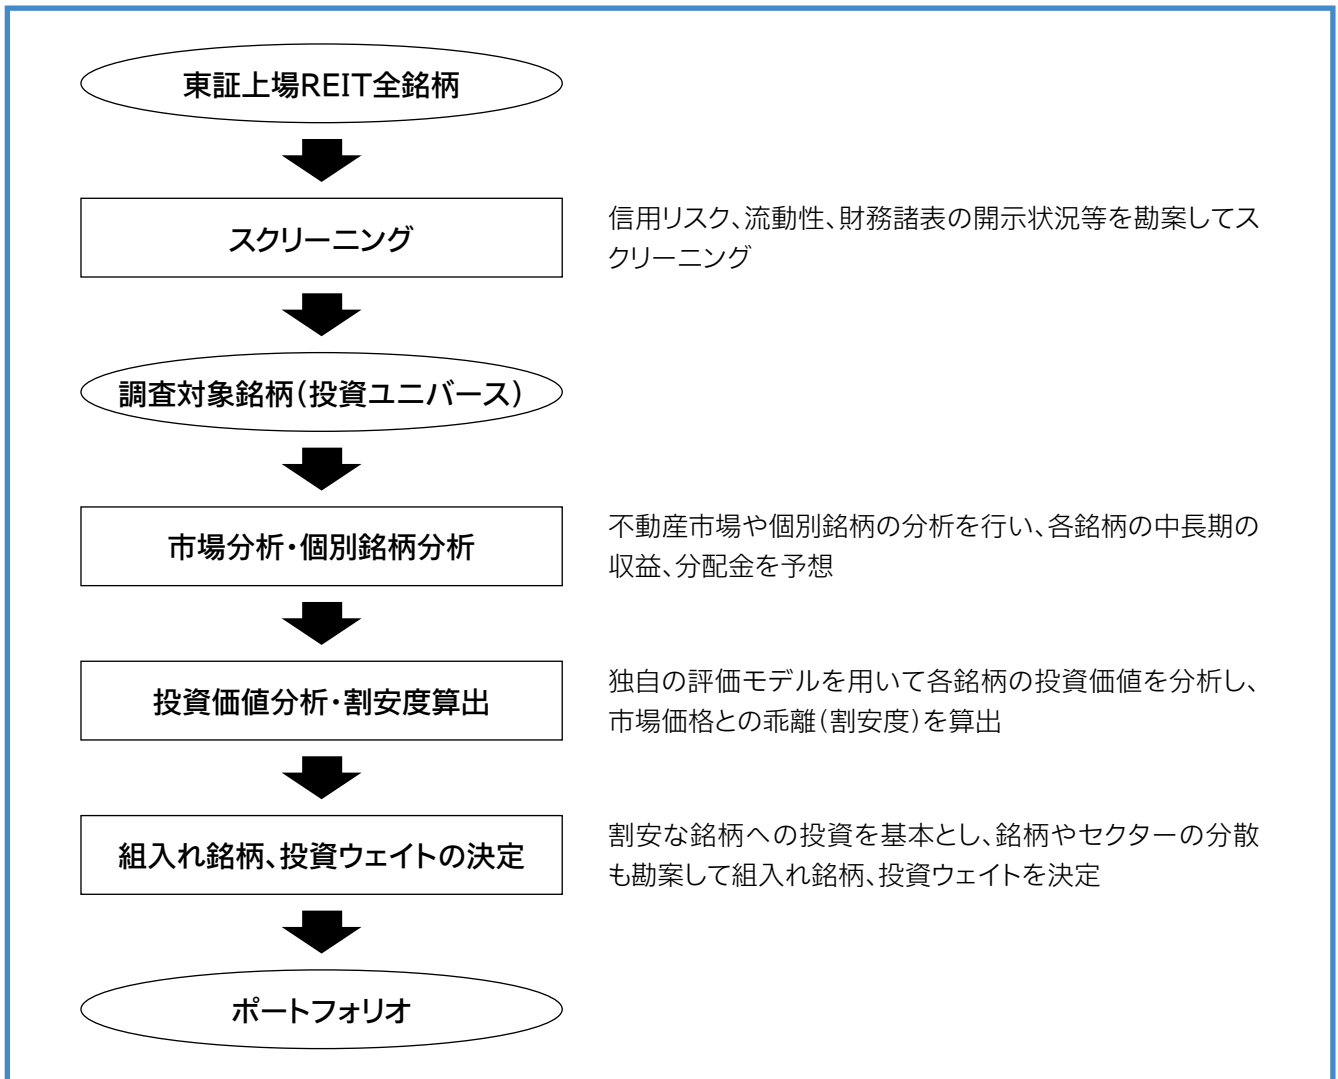 東証上場REIT全銘柄
スクリーニング
信用リスク、流動性、財務諸表の開示状況等を勘案してス
クリーニング
調査対象銘柄(投資ユニバース)
市場分析・個別銘柄分析
不動産市場や個別銘柄の分析を行い、各銘柄の中長期の
収益、分配金を予想
投資価値分析・割安度算出
独自の評価モデルを用いて各銘柄の投資価値を分析し、
市場価格との乖離(割安度)を算出
組入れ銘柄、投資ウェイトの決定
割安な銘柄への投資を基本とし、銘柄やセクターの分散
も勘案して組入れ銘柄、投資ウェイトを決定
ポートフォリオ